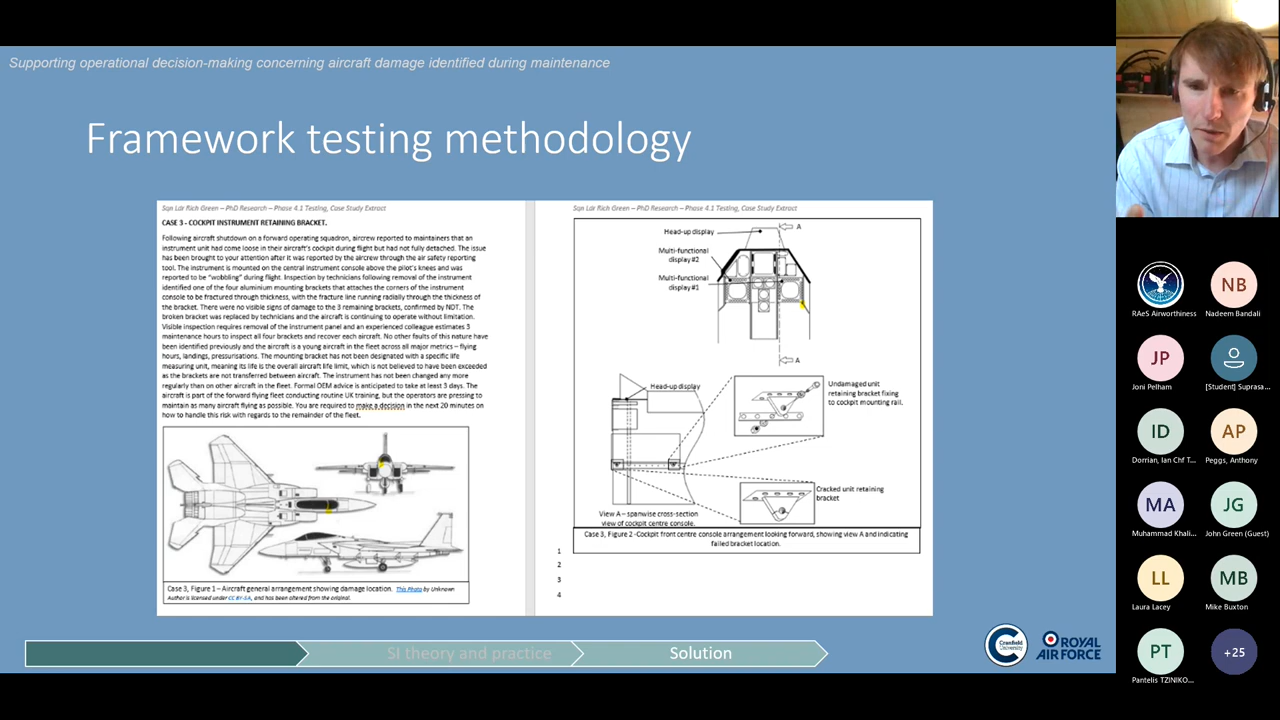 Supporting operational decision-making concerning aircraft damage identified during maintenance
Framework testing methodology
Sqn Ldr Rich Green – PhD Research – Phase 4.1 Testing, Case Study Extract
CASE 3 - COCKPIT INSTRUMENT RETAINING BRACKET.
Following aircraft shutdown on a forward operating squadron, aircrew reported to maintainers that an
instrument unit had come loose in their aircraft's cockpit during flight but had not fully detached. The issue
has been brought to your attention after it was reported by the aircrew through the air safety reporting
tool. The instrument is mounted on the central instrument console above the pilot's knees and was
reported to be "wobbling" during flight. Inspection by technicians following removal of the instrument
identified one of the four aluminium mounting brackets that attaches the corners of the instrument
console to be fractured through thickness, with the fracture line running radially through the thickness of
the bracket. There were no visible signs of damage to the 3 remaining brackets, confirmed by NDT. The
broken bracket was replaced by technicians and the aircraft is continuing to operate without limitation.
Visible inspection requires removal of the instrument panel and an experienced colleague estimates 3
maintenance hours to inspect all four brackets and recover each aircraft. No other faults of this nature have
been identified previously and the aircraft is a young aircraft in the fleet across all major metrics – flying
hours, landings, pressurisations. The mounting bracket has not been designated with a specific life
measuring unit, meaning its life is the overall aircraft life limit, which is not believed to have been exceeded
as the brackets are not transferred between aircraft. The instrument has not been changed any more
regularly than on other aircraft in the fleet. Formal OEM advice is anticipated to take at least 3 days. The
aircraft is part of the forward flying fleet conducting routine UK training, but the operators are pressing to
maintain as many aircraft flying as possible. You are required to make a decision in the next 20 minutes on
how to handle this risk with regards to the remainder of the fleet.
Case 3, Figure 1 – Aircraft general arrangement showing damage location. This Photo by Unknown
Author is licensed under CC BY-SA, and has been altered from the original.
Sqn Ldr Rich Green – PhD Research – Phase 4.1 Testing, Case Study Extract
Head-up display
A
Multi-functional
display #2
Multi-functional
display #1
A
Head-up display
Undamaged unit
retaining bracket fixing
to cockpit mounting rail.
Cracked unit retaining
bracket
View A – spanwise cross-section
view of cockpit centre console.
Case 3, Figure 2 -Cockpit front centre console arrangement looking forward, showing view A and indicating
failed bracket location.
1
2
3
4
SI theory and practice
Solution
Cranfield
University
ROYAL
AIR FORCE
RAeS Airworthiness
NB
Nadeem Bandali
JP
Joni Pelham
[Student] Suprasa...
ID
Dorrian, Ian Chf T...
AP
Peggs, Anthony
MA
Muhammad Khali...
JG
John Green (Guest)
LL
Laura Lacey
MB
Mike Buxton
PT
Pantelis TZINIKO...
+25